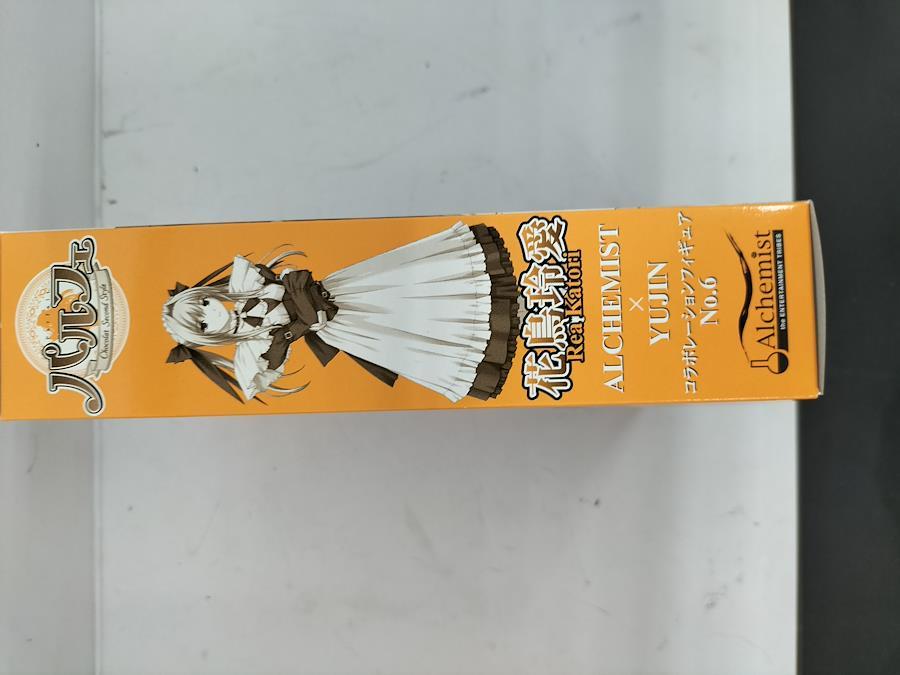 パルフェ
Chocolat Second Style
花鳥玲愛
Rea Katori
ALCHEMIST
×
YUJIN
コラボレーションフィギュア
No.6
Alchemist
the ENTERTAINMENT TRIBES